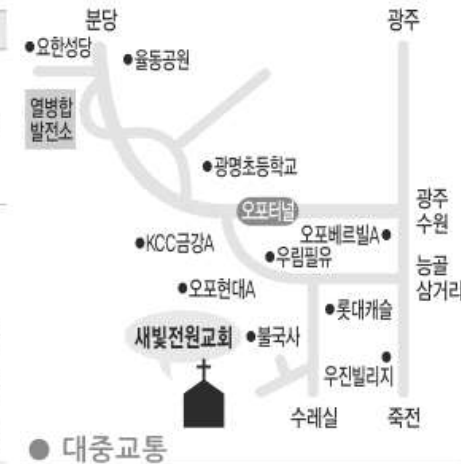 분당
광주
●요한성당
●율동공원
열병합
발전소
●광명초등학교
오포터널
광주
수원
오포베르빌A●
●KCC금강A
●우림필유
능골
삼거리
●오포현대A
●롯대캐슬
새빛전원교회
●불국사
우진빌리지
수레실
죽전
● 대중교통